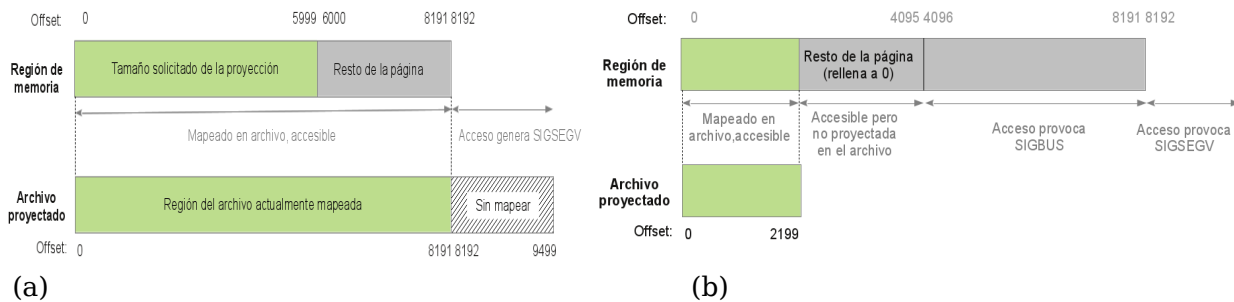 Offset: 0 5999 6000 8191 8192
Región de
memoria
Tamaño solicitado de la proyección
Resto de la página
Mapeado en archivo, accesible
Acceso genera SIGSEGV
Archivo
proyectado
Región del archivo actualmente mapeada
Sin mapear
Offset: 0 8191 8192 9499
(a)
Offset: 0 4095 4096 8191 8192
Región de
memoria
Resto de la página
(rellena a 0)
Mapeado en
archivo,accesible
Accesible pero
no proyectada
en el archivo
Acceso provoca
SIGBUS
Acceso provoca
SIGSEGV
Archivo
proyectado
Offset: 0 2199
(b)